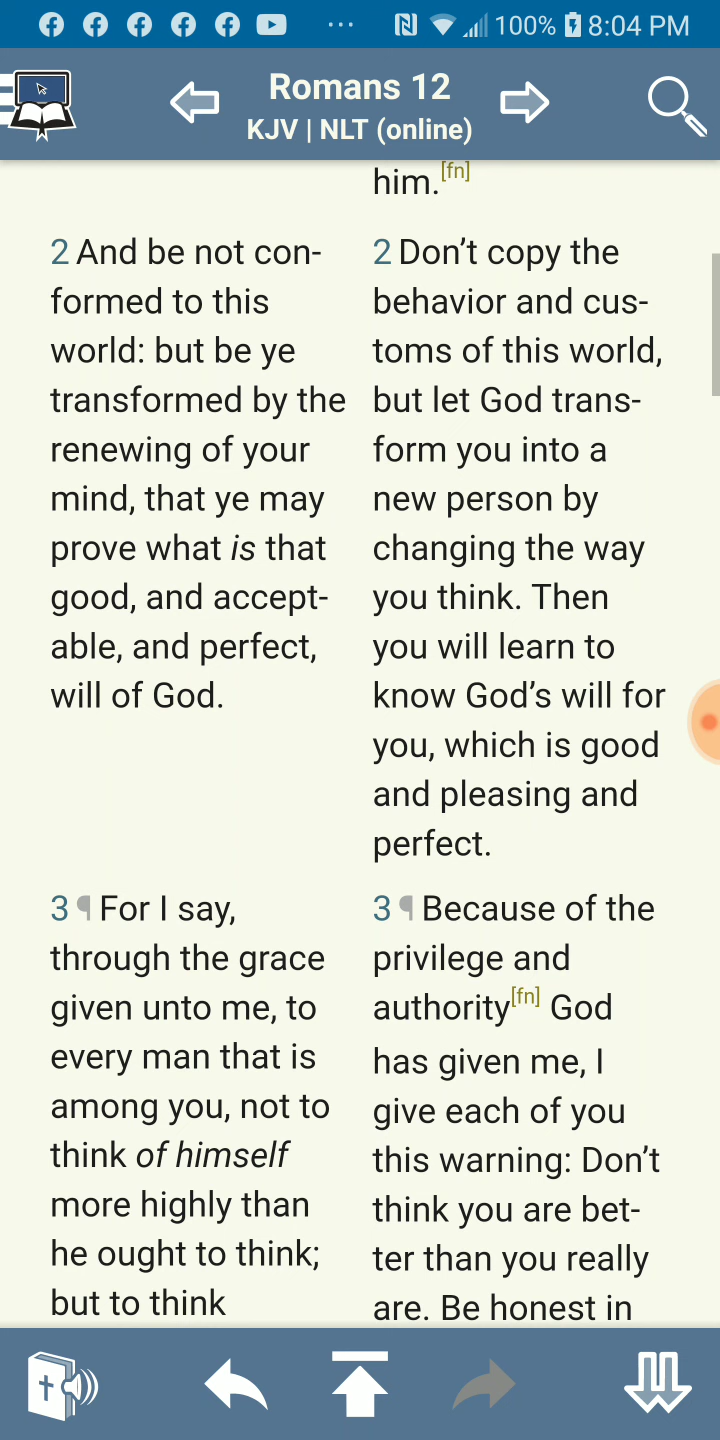 100% 8:04 PM
Romans 12
KJV | NLT (online)
him.[fn]
2 And be not con-
formed to this
world: but be ye
transformed by the
renewing of your
mind, that ye may
prove what is that
good, and accept-
able, and perfect,
will of God.
2 Don’t copy the
behavior and cus-
toms of this world,
but let God trans-
form you into a
new person by
changing the way
you think. Then
you will learn to
know God’s will for
you, which is good
and pleasing and
perfect.
3 ¶ For I say,
through the grace
given unto me, to
every man that is
among you, not to
think of himself
more highly than
he ought to think;
but to think
3 ¶ Because of the
privilege and
authority[fn] God
has given me, I
give each of you
this warning: Don’t
think you are bet-
ter than you really
are. Be honest in